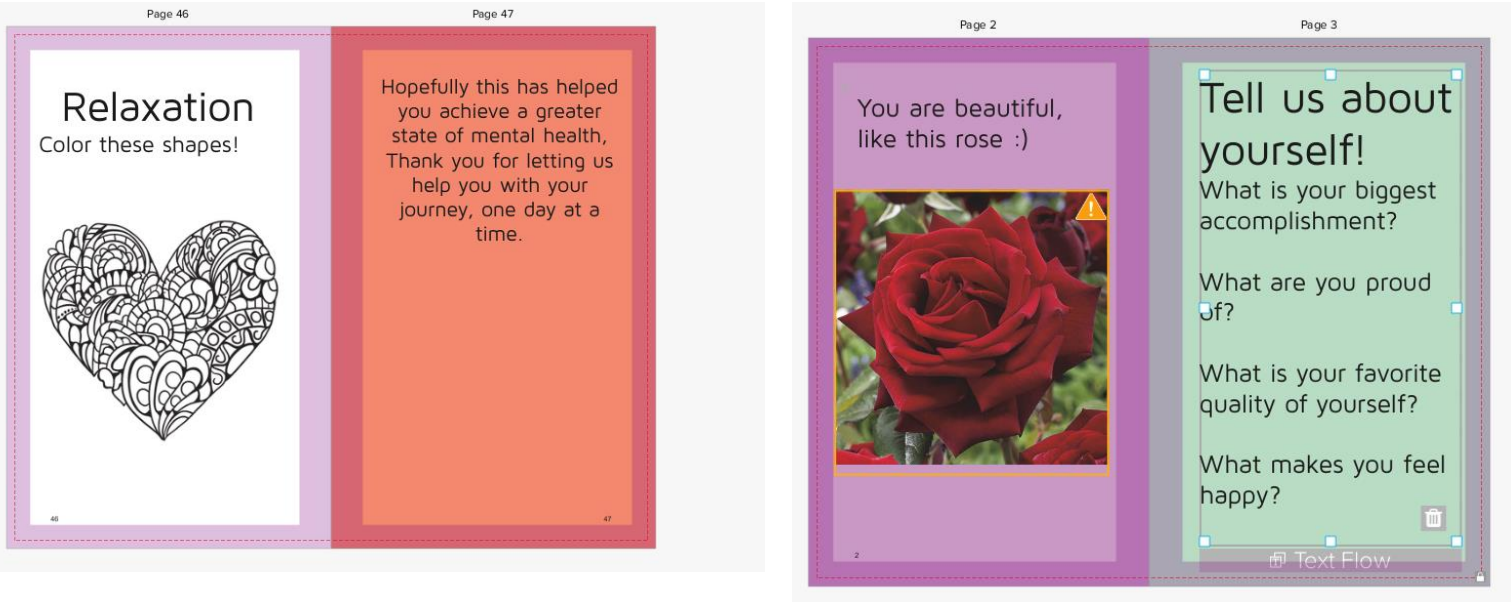 Page 46
Page 47
Relaxation
Color these shapes!
Hopefully this has helped
you achieve a greater
state of mental health,
Thank you for letting us
help you with your
journey, one day at a
time.
46
47
Page 2
Page 3
You are beautiful,
like this rose :)
2
Tell us about
yourself!
What is your biggest
accomplishment?
What are you proud
of?
What is your favorite
quality of yourself?
What makes you feel
happy?
Text Flow